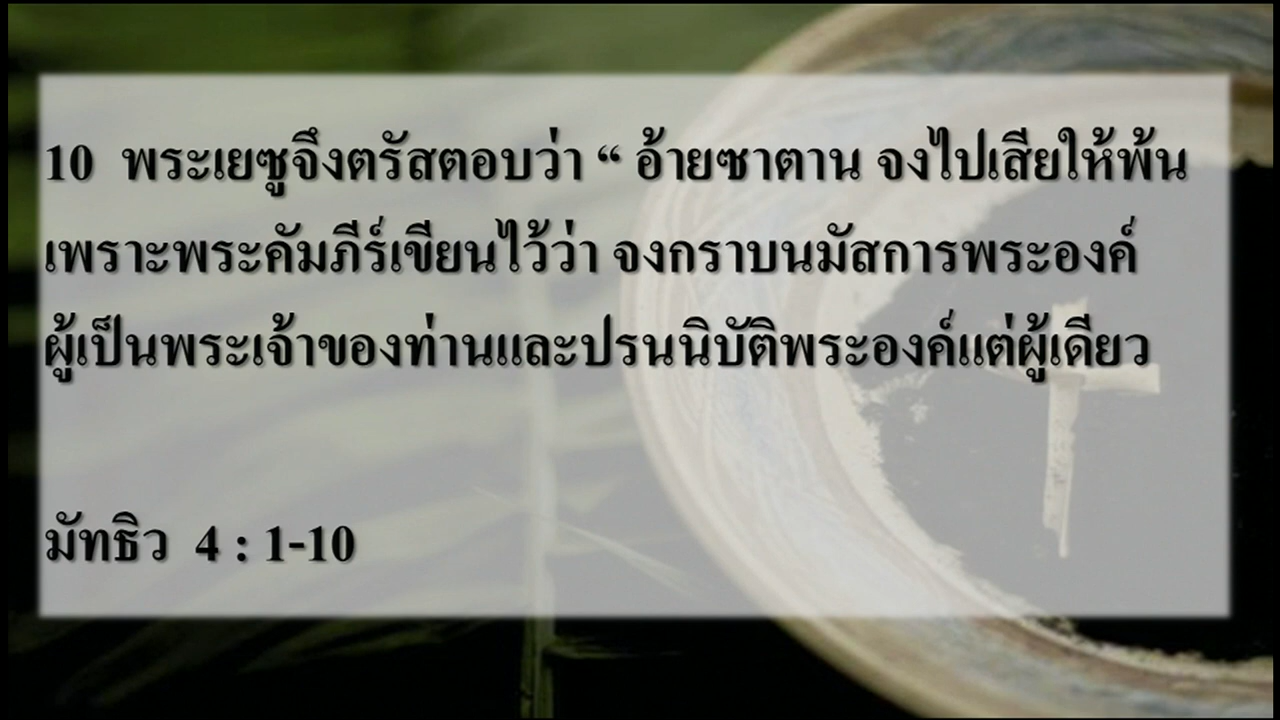 10 พระเยซูจึงตรัสตอบว่า “ อ้ายซาตาน จงไปเสียให้พ้น
เพราะพระคัมภีร์เขียนไว้ว่า จงกราบนมัสการพระองค์
ผู้เป็นพระเจ้าของท่านและปรนนิบัติพระองค์แต่ผู้เดียว
มัทธิว 4 : 1-10